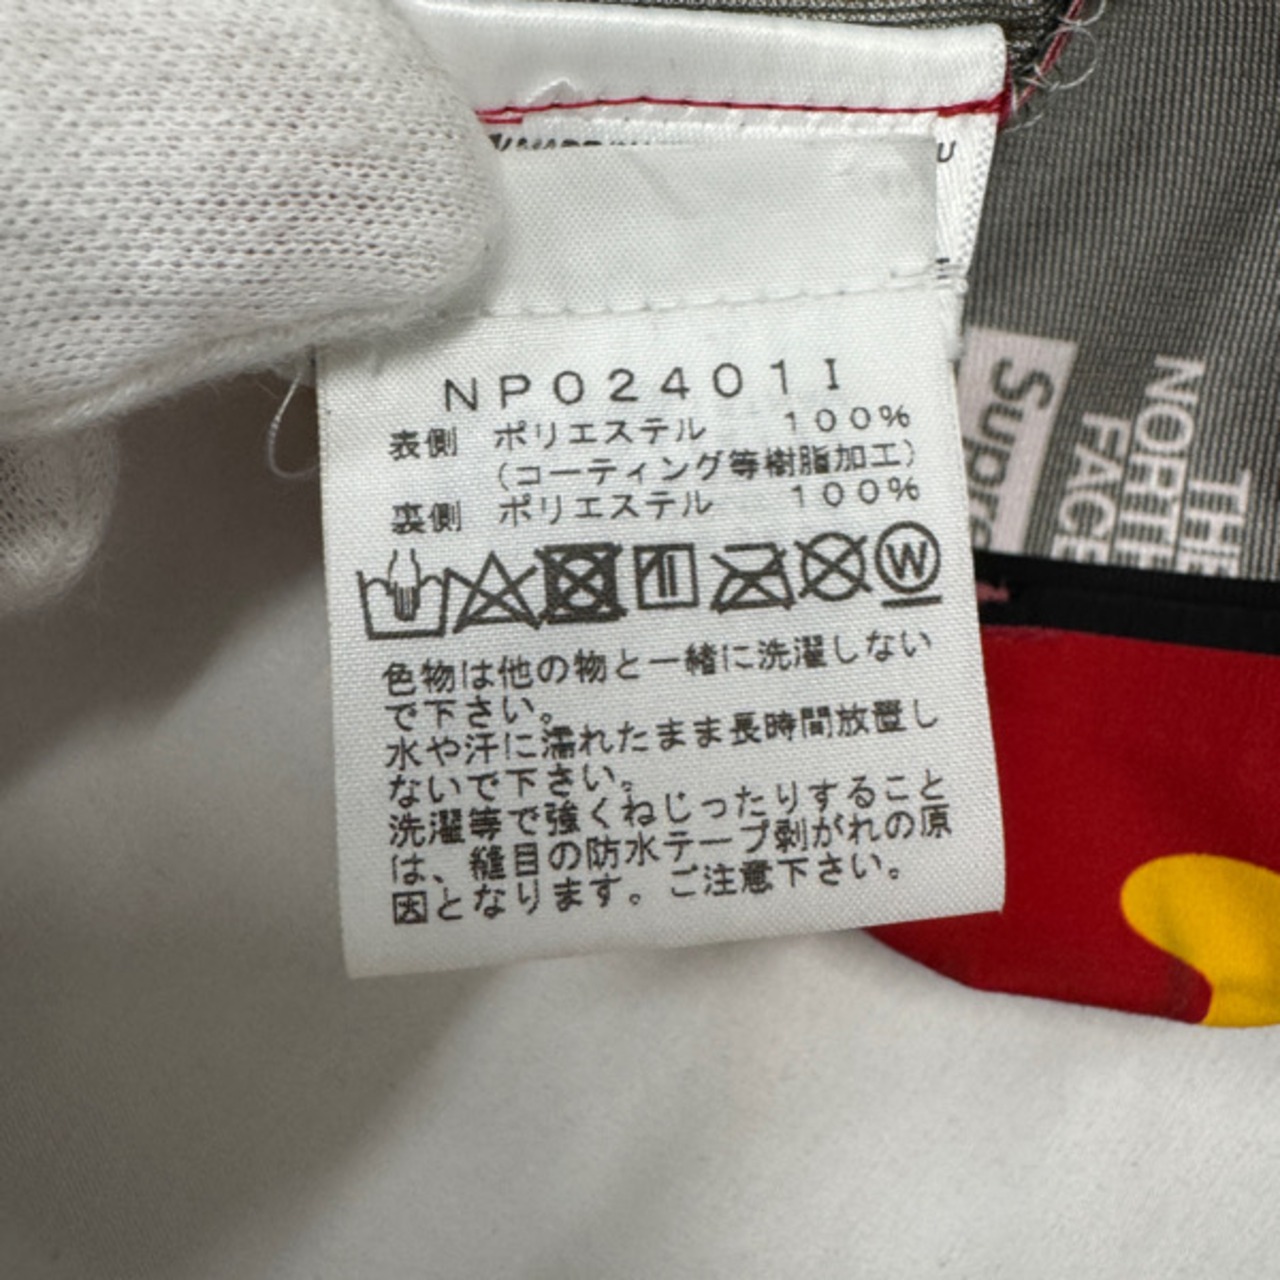 U
NP02401I
表側 ポリエステル 100%
(コーティング等樹脂加工)
裏側 ポリエステル 100%
W
色物は他の物と一緒に洗濯しない
で下さい。
水や汗に濡れたまま長時間放置し
ないで下さい。
洗濯等で強くねじったりすること
は、縫目の防水テープ剥がれの原
因となります。ご注意下さい。
THE
NORTH
FACE